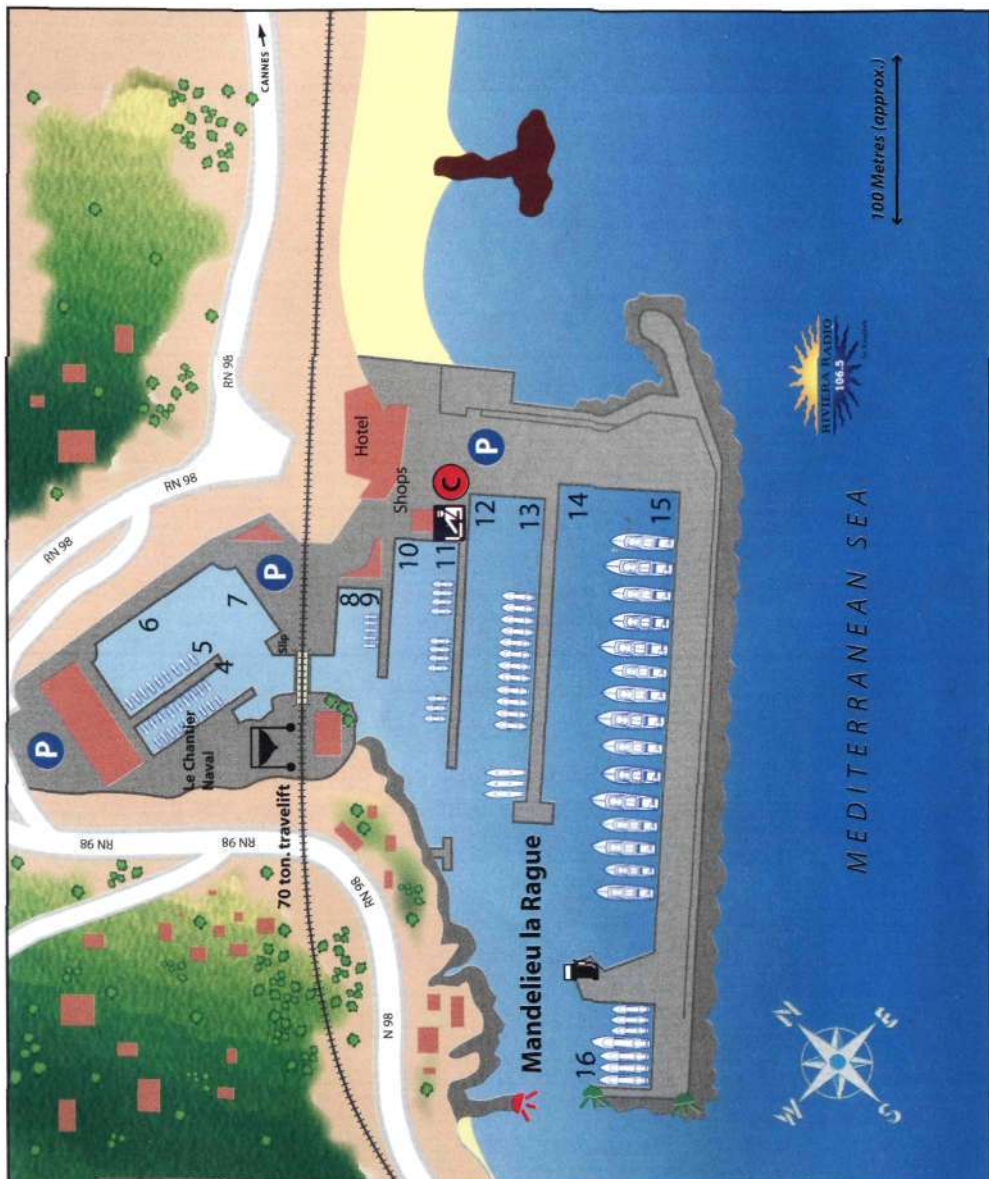 CANNES
RN 98
RN 98
RN 98
RN 98
RN 98
RN 98
N 98
P
P
P
6
7
5
4
Slip
Le Chantier
Naval
70 ton. travelift
Hotel
Shops
C
8
9
10
11
12
13
14
15
16
Mandelieu la Rague
100 Metres (approx.)
RIVIERA RADIO
106.5
MEDITERRANEAN SEA
N
E
S
W